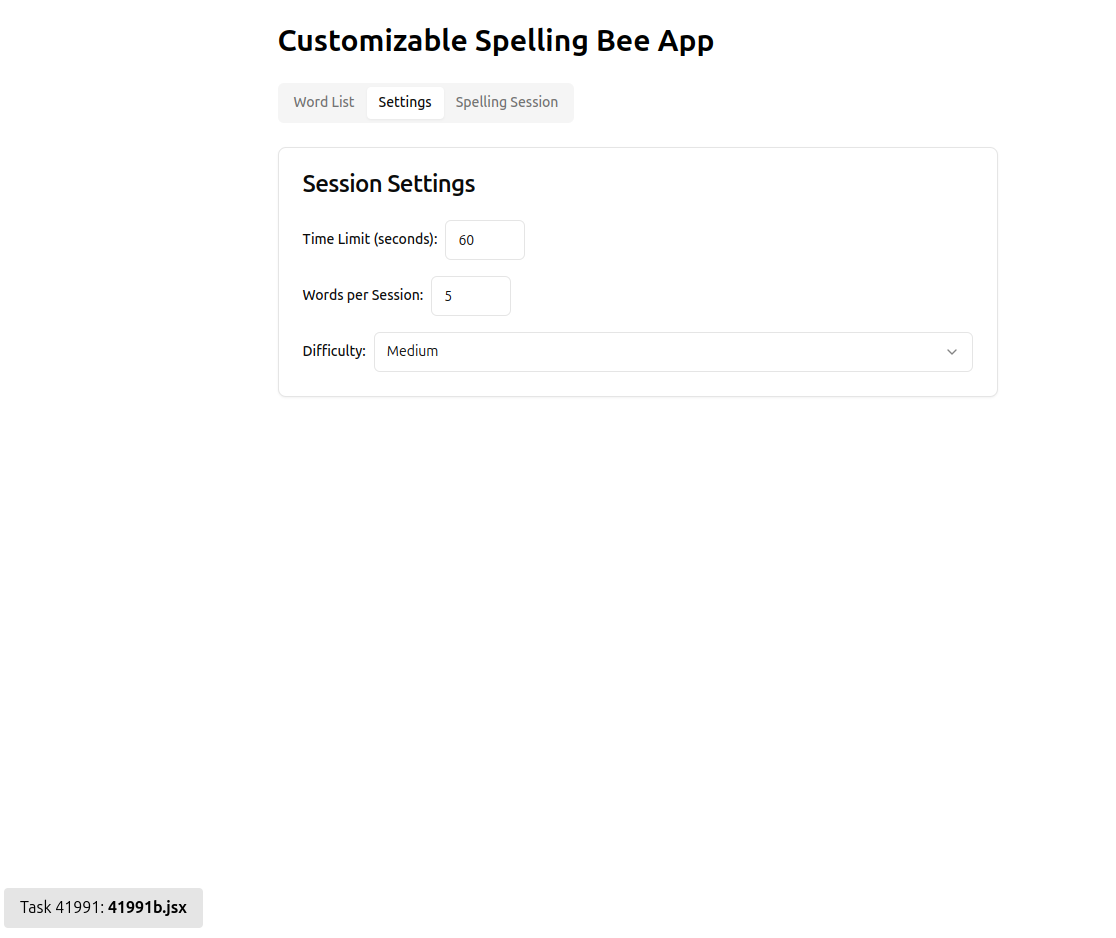 Customizable Spelling Bee App
Word List Settings Spelling Session
Session Settings
Time Limit (seconds): 60
Words per Session: 5
Difficulty: Medium
Task 41991: 41991b.jsx